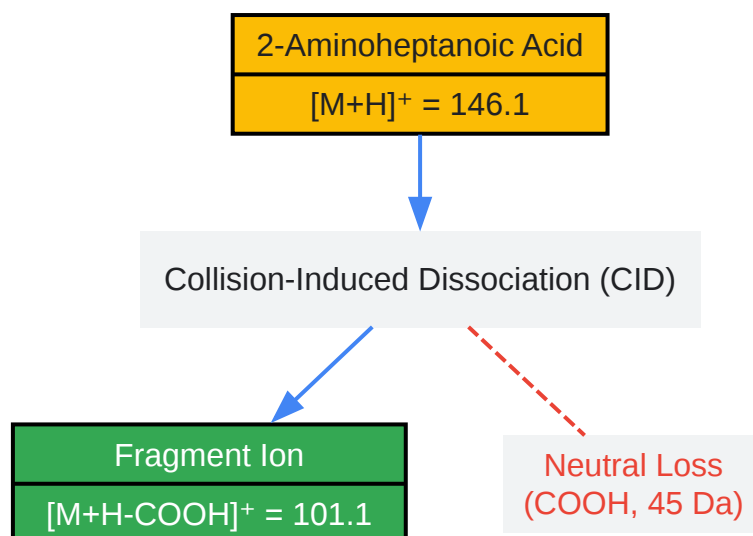 2-Aminoheptanoic Acid
[M+H]⁺ = 146.1
Collision-Induced Dissociation (CID)
Fragment Ion
[M+H-COOH]⁺ = 101.1
Neutral Loss
(COOH, 45 Da)